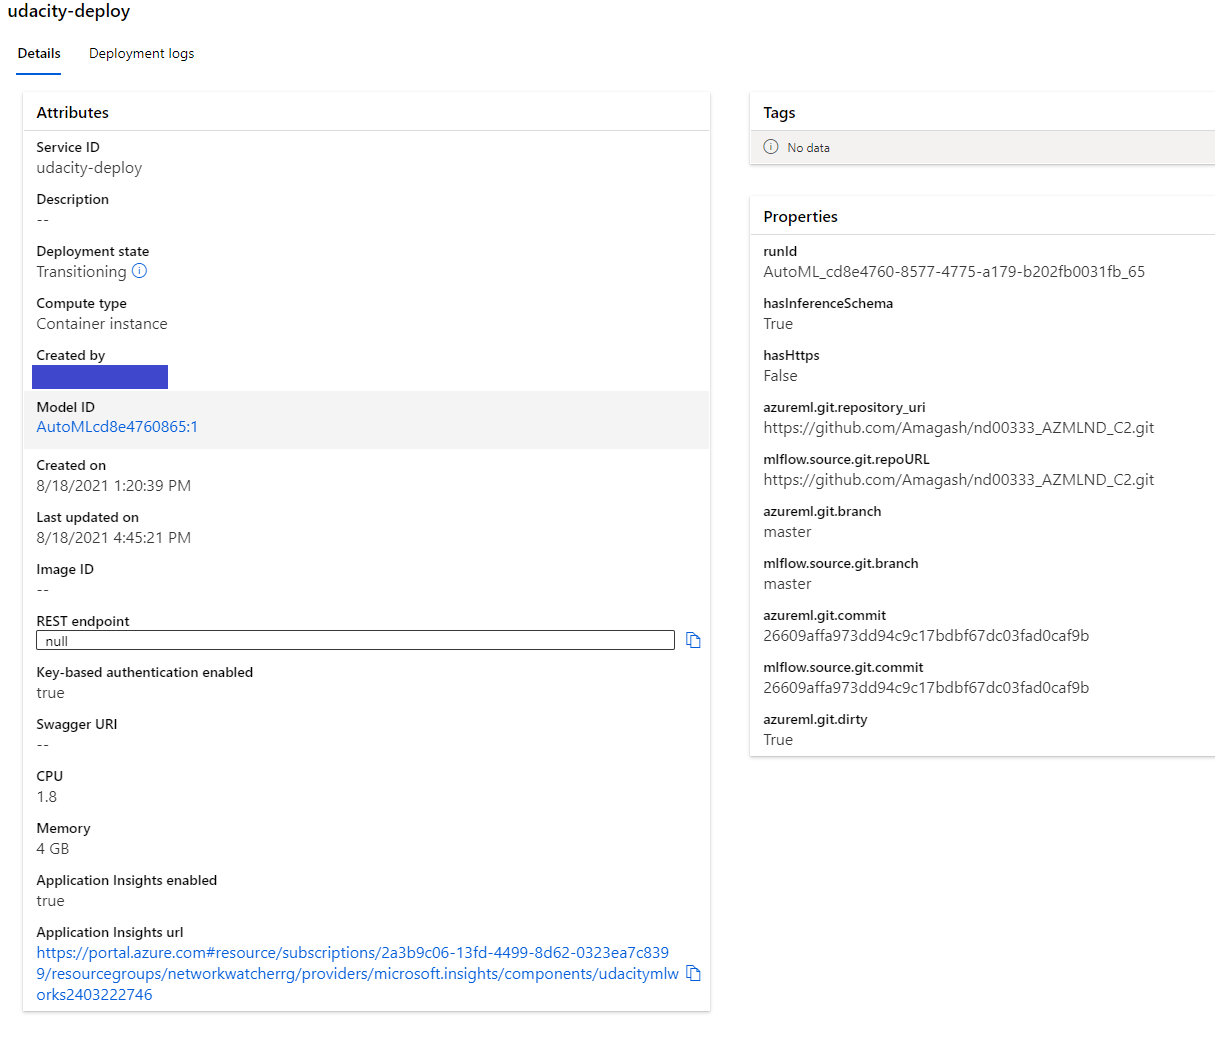 udacity-deploy
Details
Deployment logs
Attributes
Service ID
udacity-deploy
Description
--
Deployment state
Transitioning
Compute type
Container instance
Created by
Model ID
AutoMLcd8e4760865:1
Created on
8/18/2021 1:20:39 PM
Last updated on
8/18/2021 4:45:21 PM
Image ID
--
REST endpoint
null
Key-based authentication enabled
true
Swagger URI
--
CPU
1.8
Memory
4 GB
Application Insights enabled
true
Application Insights url
https://portal.azure.com#resource/subscriptions/2a3b9c06-13fd-4499-8d62-0323ea7c839
9/resourcegroups/networkwatcherrg/providers/microsoft.insights/components/udacitymlw
orks2403222746
Tags
No data
Properties
runId
AutoML_cd8e4760-8577-4775-a179-b202fb0031fb_65
hasInferenceSchema
True
hasHttps
False
azureml.git.repository_uri
https://github.com/Amagash/nd00333_AZMLND_C2.git
mlflow.source.git.repoURL
https://github.com/Amagash/nd00333_AZMLND_C2.git
azureml.git.branch
master
mlflow.source.git.branch
master
azureml.git.commit
26609affa973dd94c9c17bdbf67dc03fad0caf9b
mlflow.source.git.commit
26609affa973dd94c9c17bdbf67dc03fad0caf9b
azureml.git.dirty
True